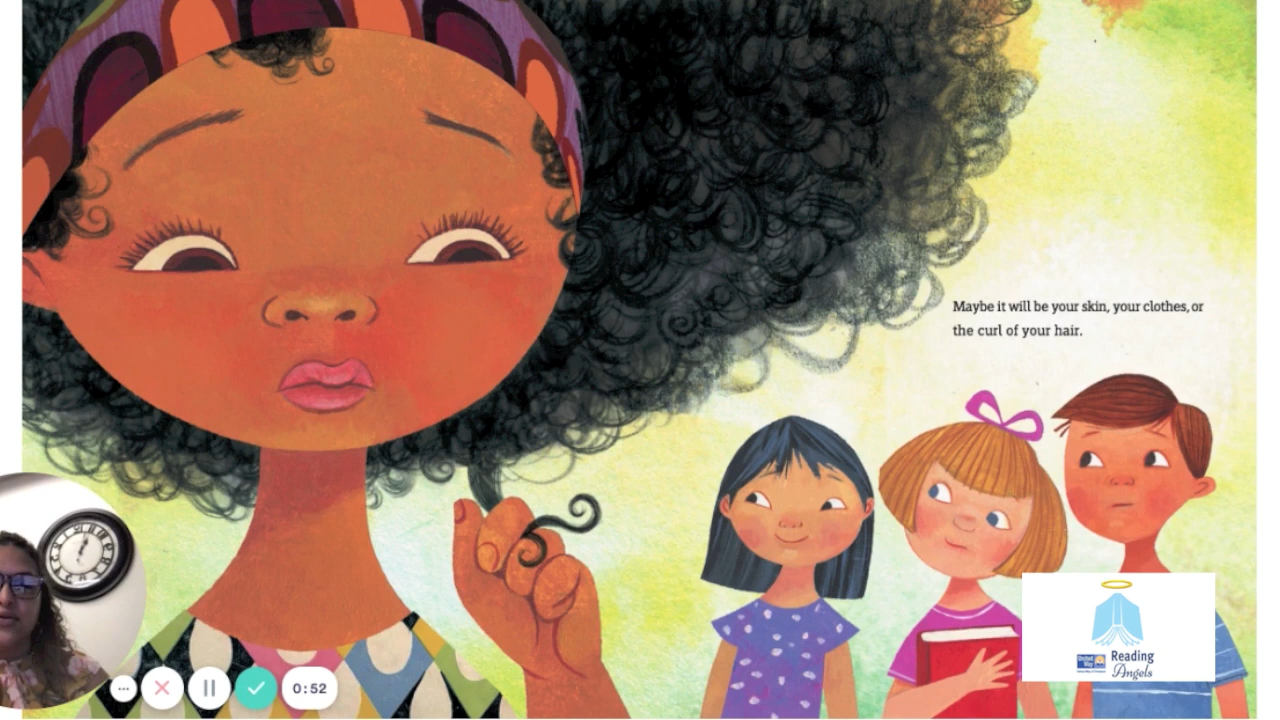 Maybe it will be your skin, your clothes, or
the curl of your hair.
Reading
Angels
0:52